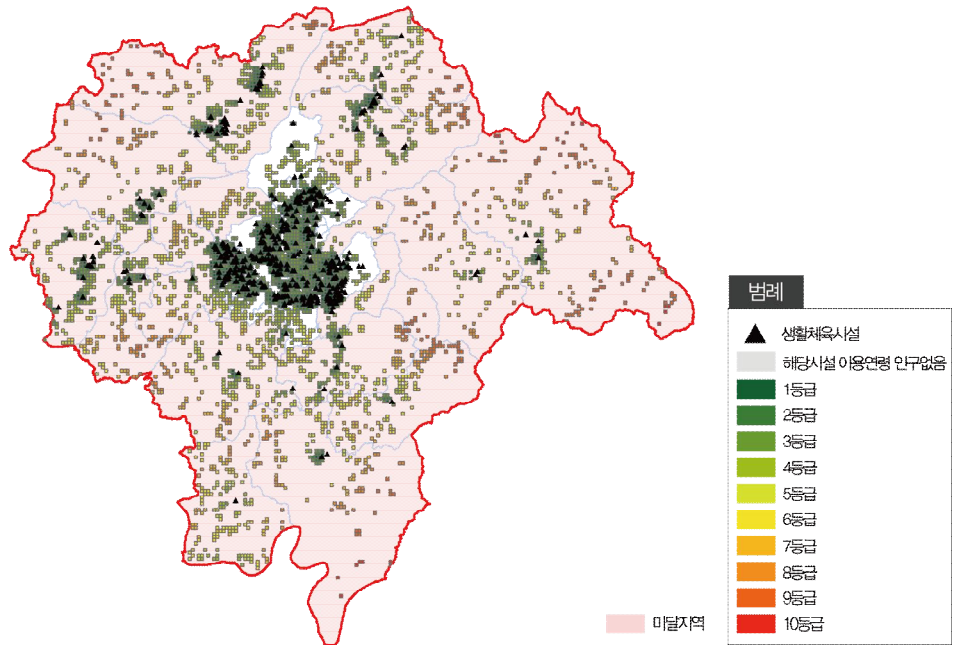 범례
생활체육시설
해당시설 이용연령 인구없음
1등급
2등급
3등급
4등급
5등급
6등급
7등급
8등급
9등급
10등급
미달지역